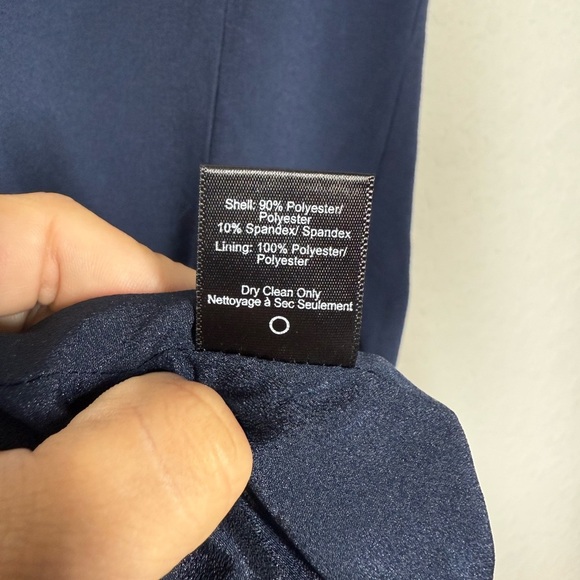 Shell: 90% Polyester/
Polyester
10% Spandex/ Spandex
Lining: 100% Polyester/
Polyester
Dry Clean Only
Nettoyage à Sec Seulement